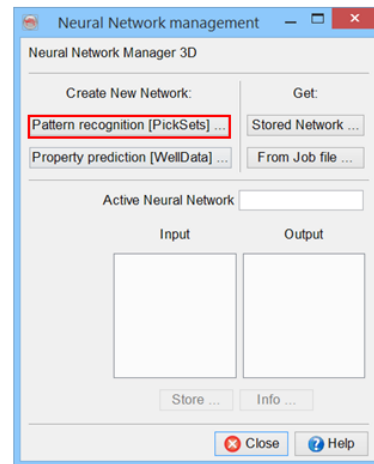 Neural Network management
Neural Network Manager 3D
Create New Network: Get:
Pattern recognition [PickSets] ... Stored Network ...
Property prediction [WellData] ... From Job file ...
Active Neural Network
Input Output
Store ... Info ...
Close Help